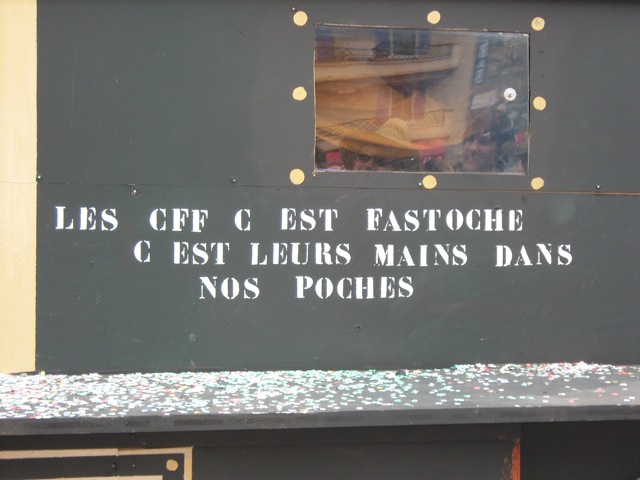 LES CFF C EST FASTOCHE
C EST LEURS MAINS DANS
NOS POCHES